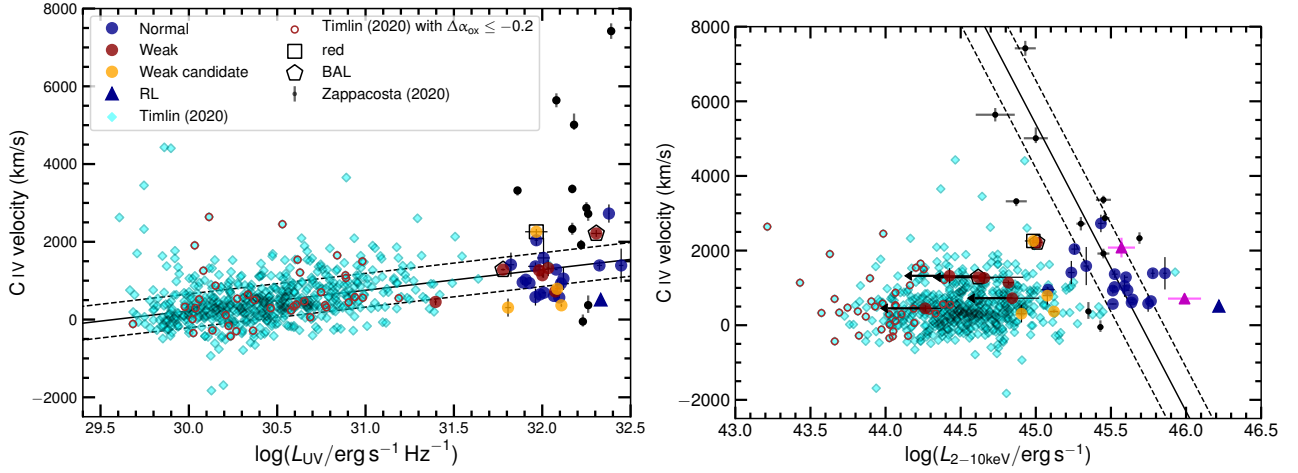 8000
6000
4000
2000
0
−2000
C IV velocity (km/s)
Normal
Weak
Weak candidate
RL
Timlin (2020)
Timlin (2020) with Δα_ox ≤ −0.2
red
BAL
Zappacosta (2020)
29.5 30.0 30.5 31.0 31.5 32.0 32.5
log(L_UV/erg s⁻¹ Hz⁻¹)
8000
6000
4000
2000
0
−2000
C IV velocity (km/s)
43.0 43.5 44.0 44.5 45.0 45.5 46.0 46.5
log(L_2−10keV/erg s⁻¹)